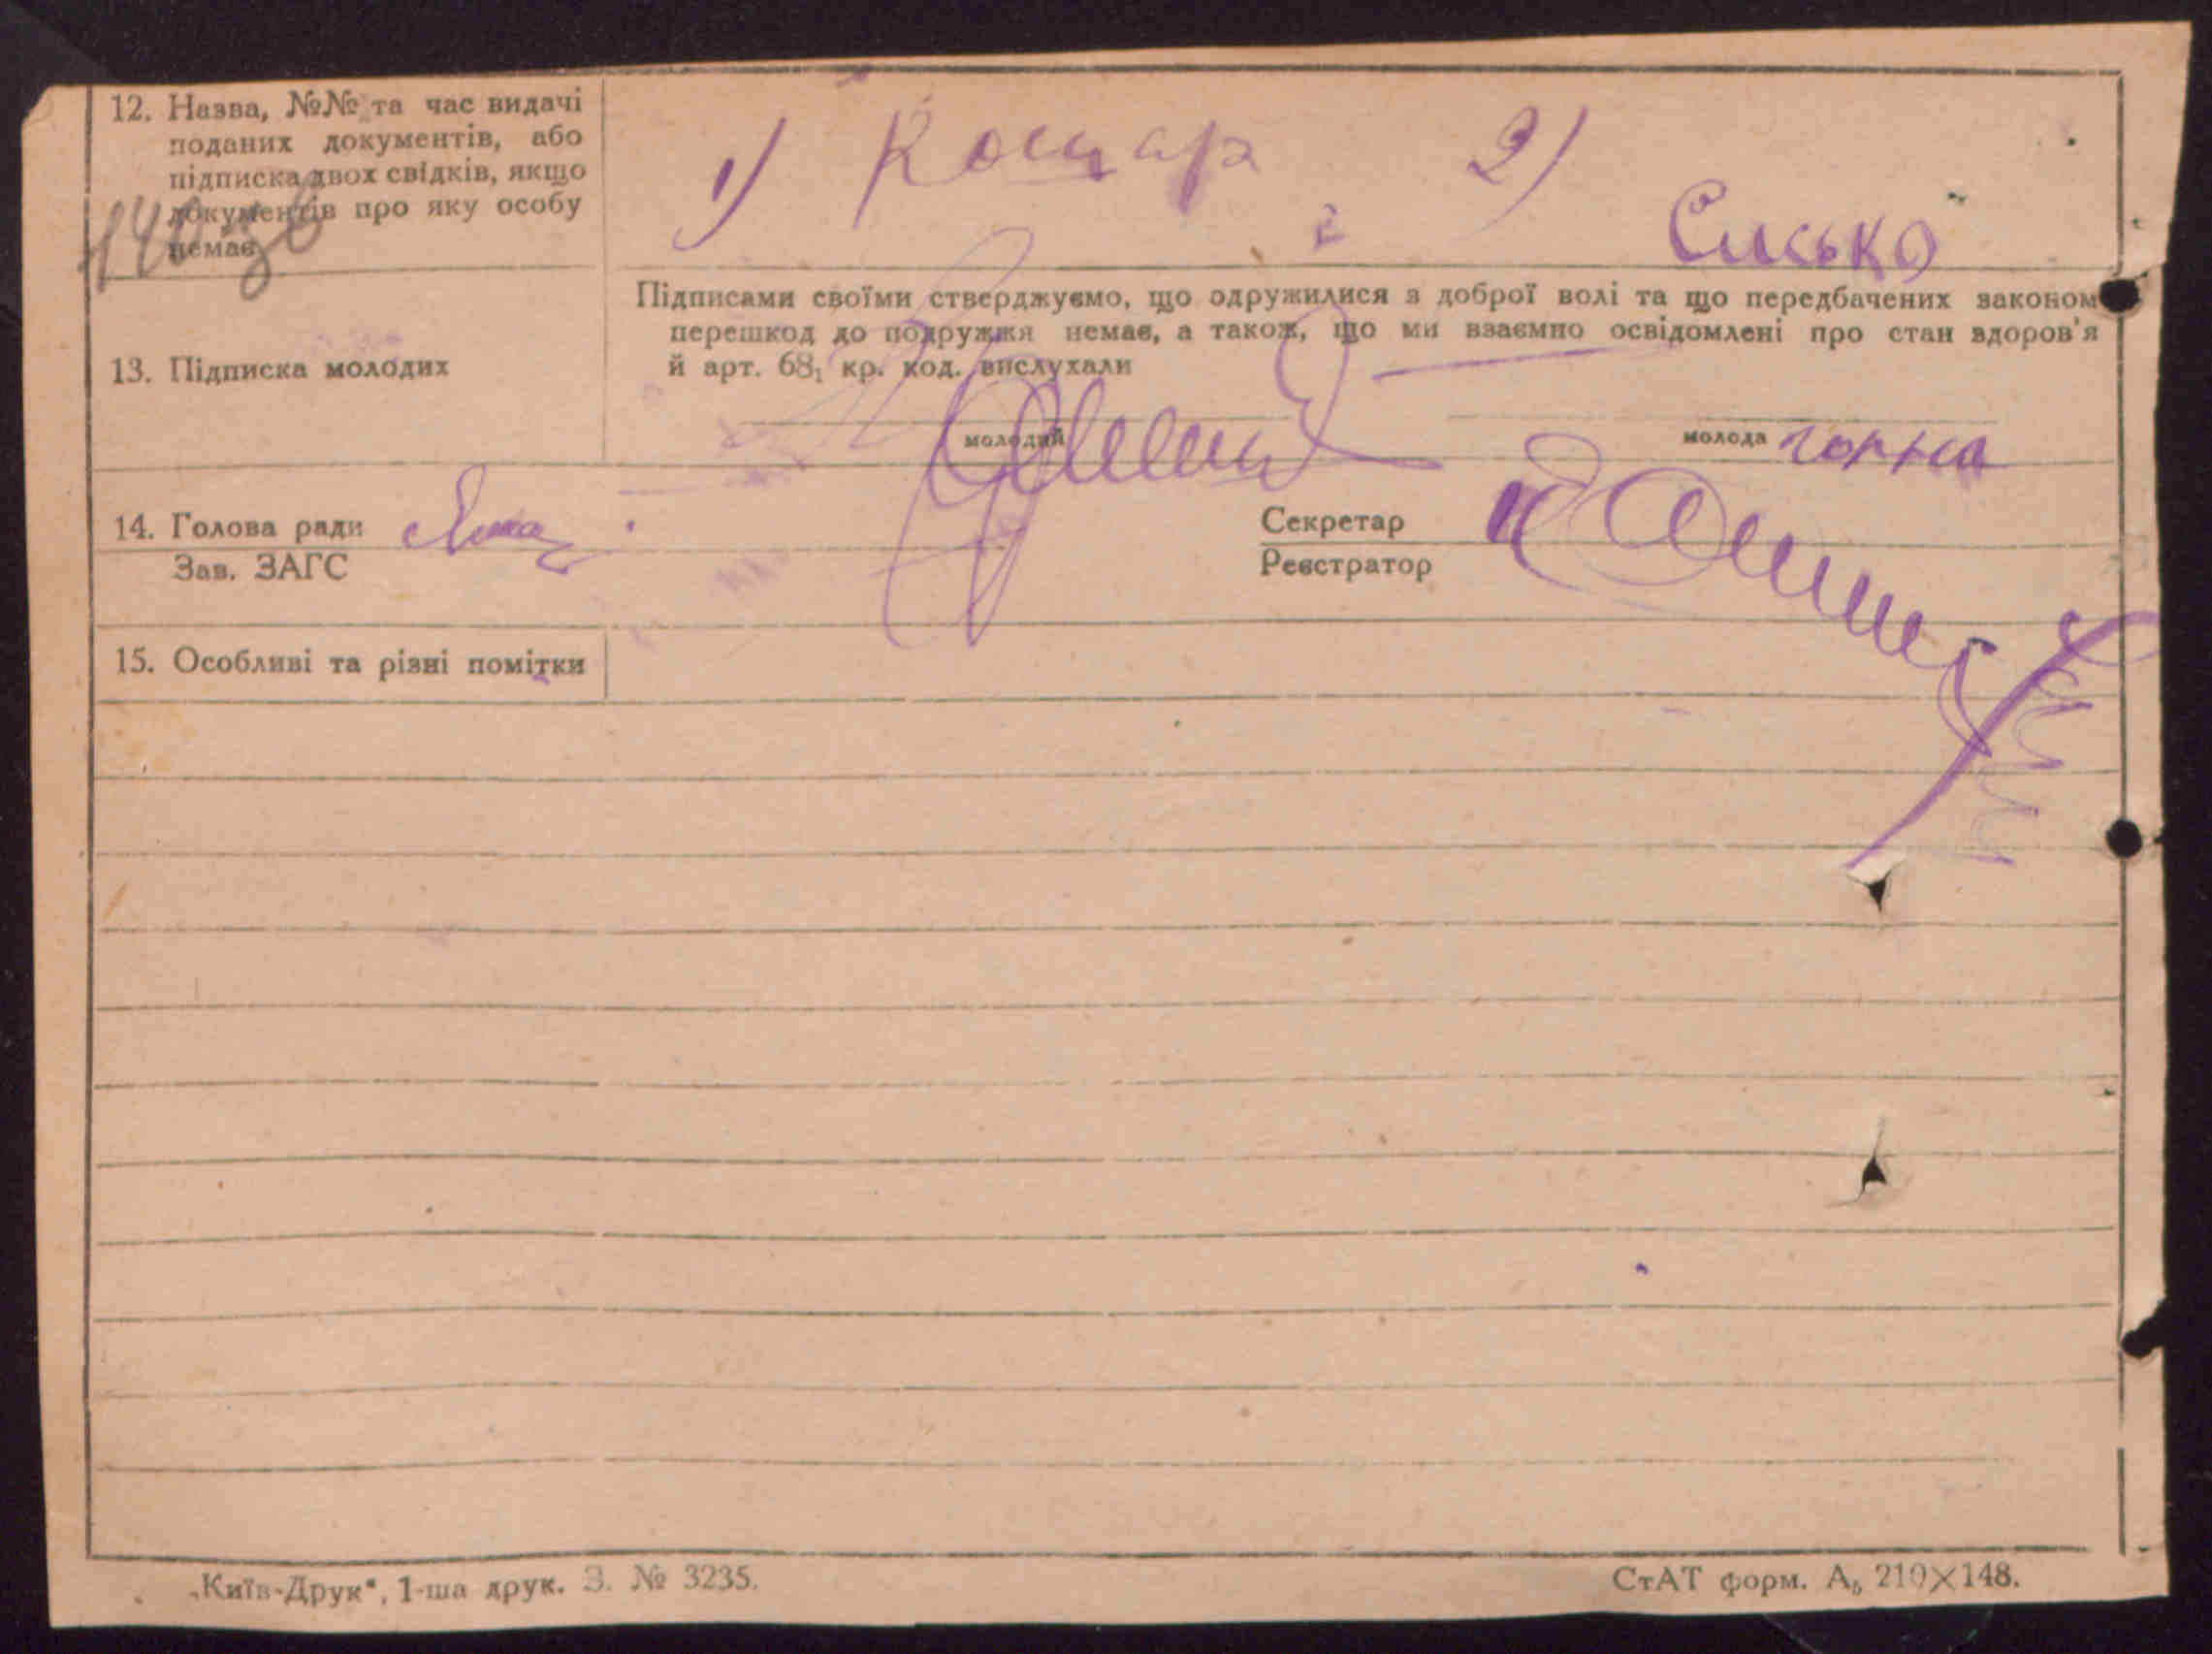 12. Назва, №№ та час видачі
поданих документів, або
підписка двох свідків, якщо
документів про яку особу
немає
1) Кощар 2) Сисько
Підписами своїми стверджуємо, що одружилися з доброї волі та що передбачених законом
перешкод до подружжя немає, а також, що ми взаємно освідомлені про стан здоров'я
й арт. 68₁ кр. код. вислухали
13. Підписка молодих
молодий
молода
14. Голова ради
Зав. ЗАГС
Секретар
Реєстратор
15. Особливі та різні помітки
„Київ-Друк“, 1-ша друк. З. № 3235.
СтАТ форм. А₅ 210×148.